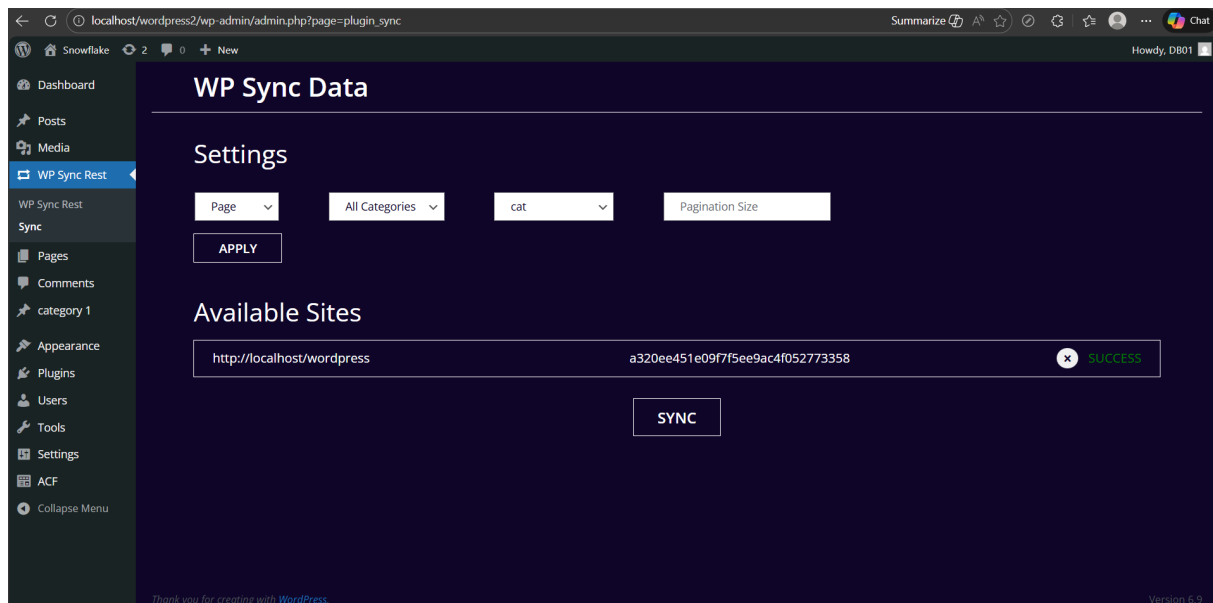 localhost/wordpress2/wp-admin/admin.php?page=plugin_sync
Summarize
Chat
Snowflake
2
0
New
Howdy, DB01
Dashboard
Posts
Media
WP Sync Rest
WP Sync Rest
Sync
Pages
Comments
category 1
Appearance
Plugins
Users
Tools
Settings
ACF
Collapse Menu
WP Sync Data
Settings
Page
All Categories
cat
Pagination Size
APPLY
Available Sites
http://localhost/wordpress
a320ee451e09f7f5ee9ac4f052773358
SUCCESS
SYNC
Thank you for creating with WordPress.
Version 6.9